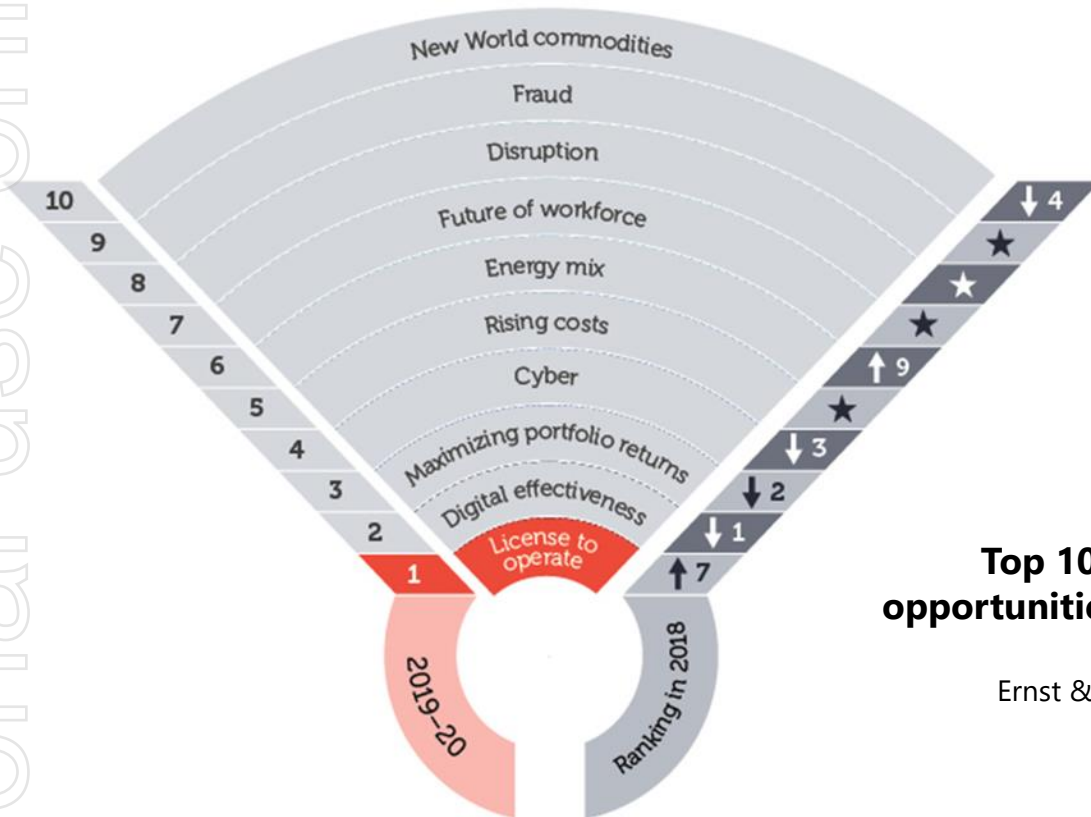 New World commodities
Fraud
Disruption
Future of workforce
Energy mix
Rising costs
Cyber
Maximizing portfolio returns
Digital effectiveness
License to
operate
10
9
8
7
6
5
4
3
2
1
↓ 4
★
★
★
↑ 9
★
↓ 3
↓ 2
↓ 1
↑ 7
2019–20
Ranking in 2018
Top 10
Ernst &